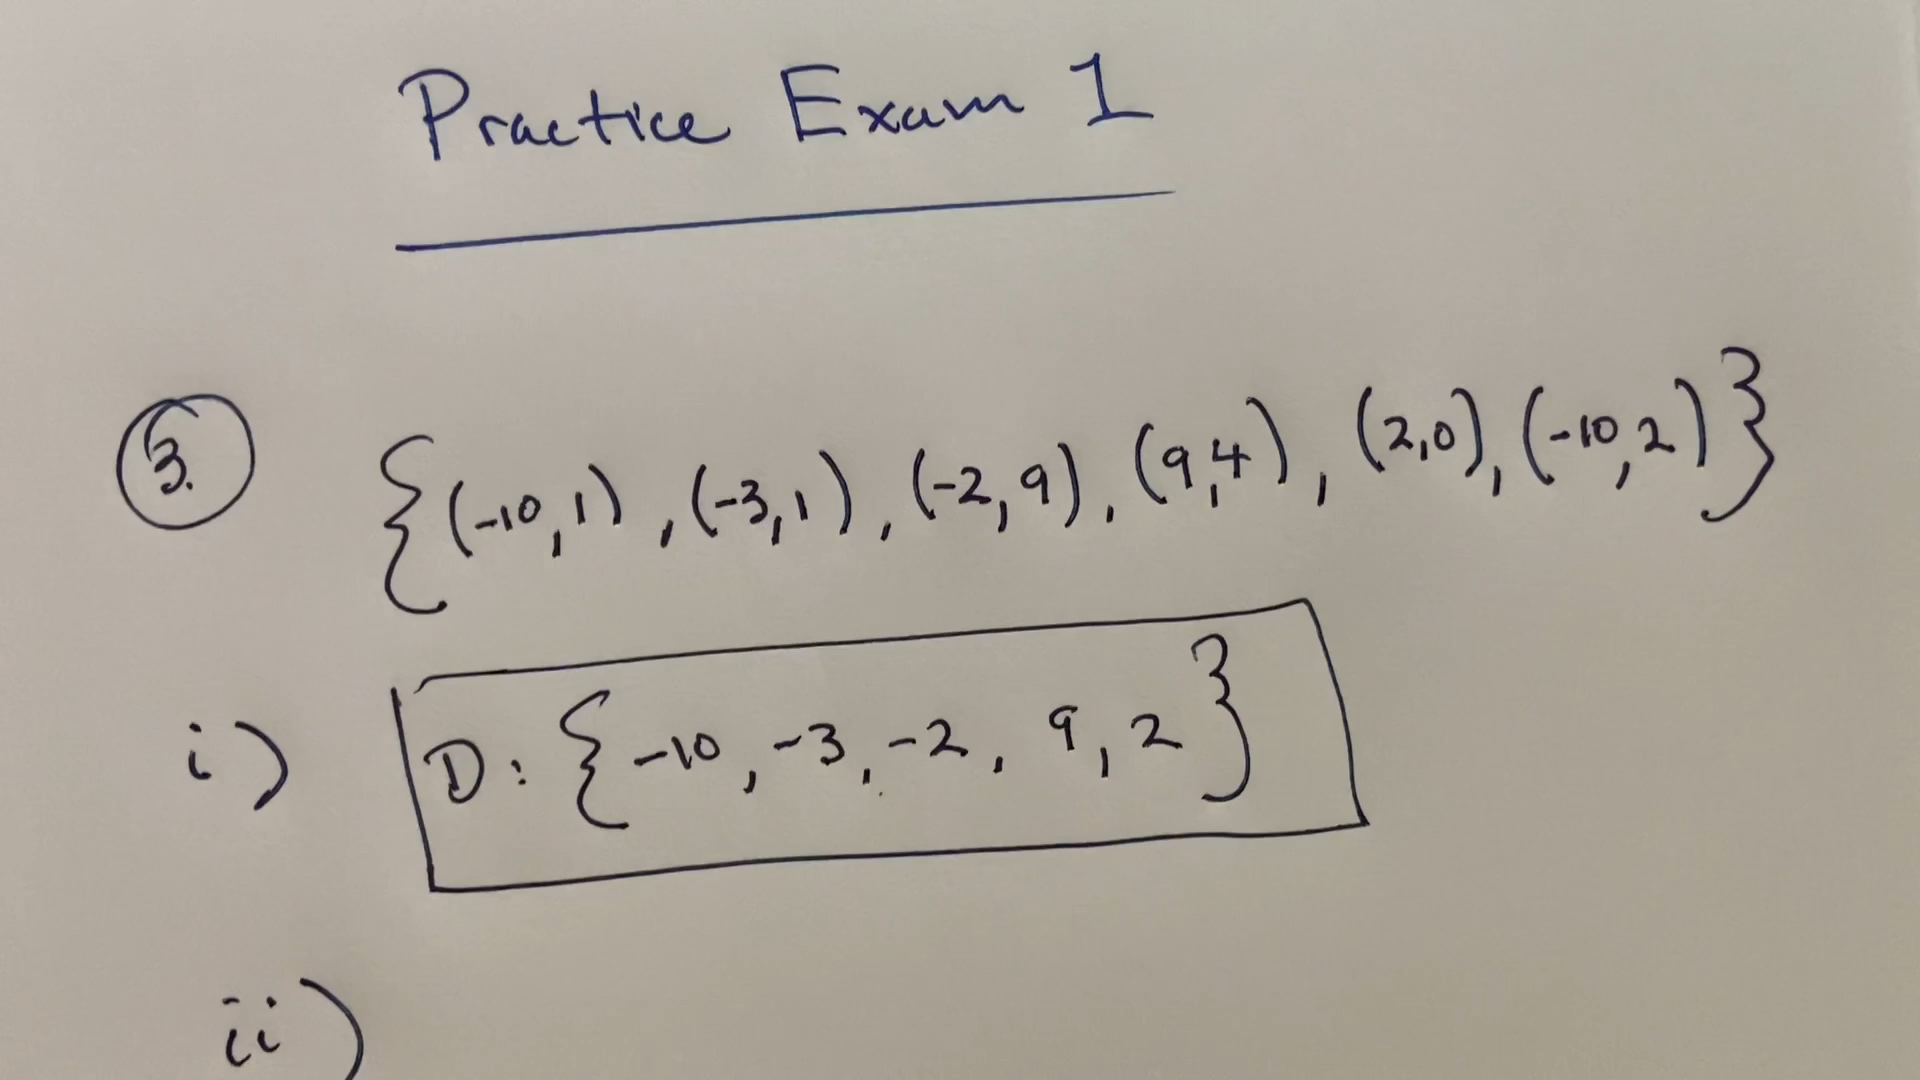 Practice Exam 1
3. {(-10,1), (-3,1), (-2,9), (9,4), (2,0), (-10,2)}
i) D: {-10, -3, -2, 9, 2}
ii)